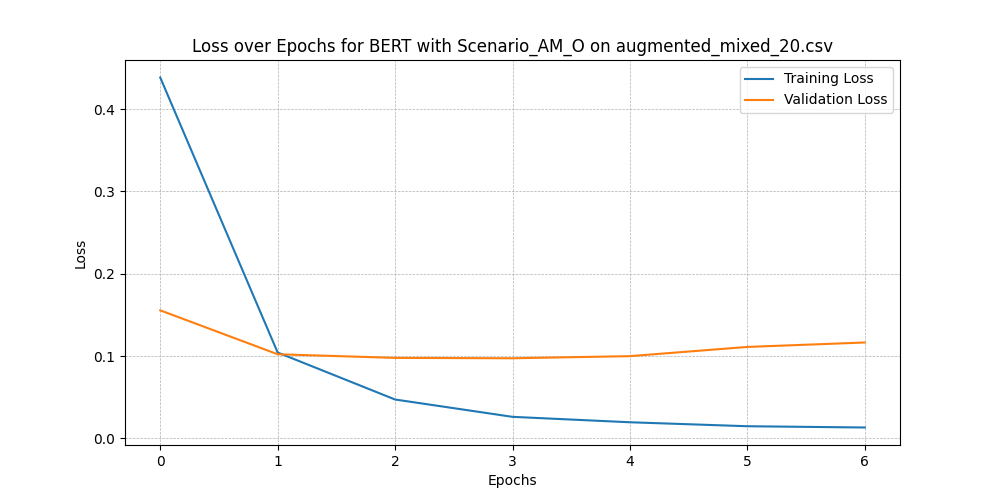 Loss over Epochs for BERT with Scenario_AM_O on augmented_mixed_20.csv
Training Loss
Validation Loss
0.4
0.3
0.2
0.1
0.0
Loss
0 1 2 3 4 5 6
Epochs